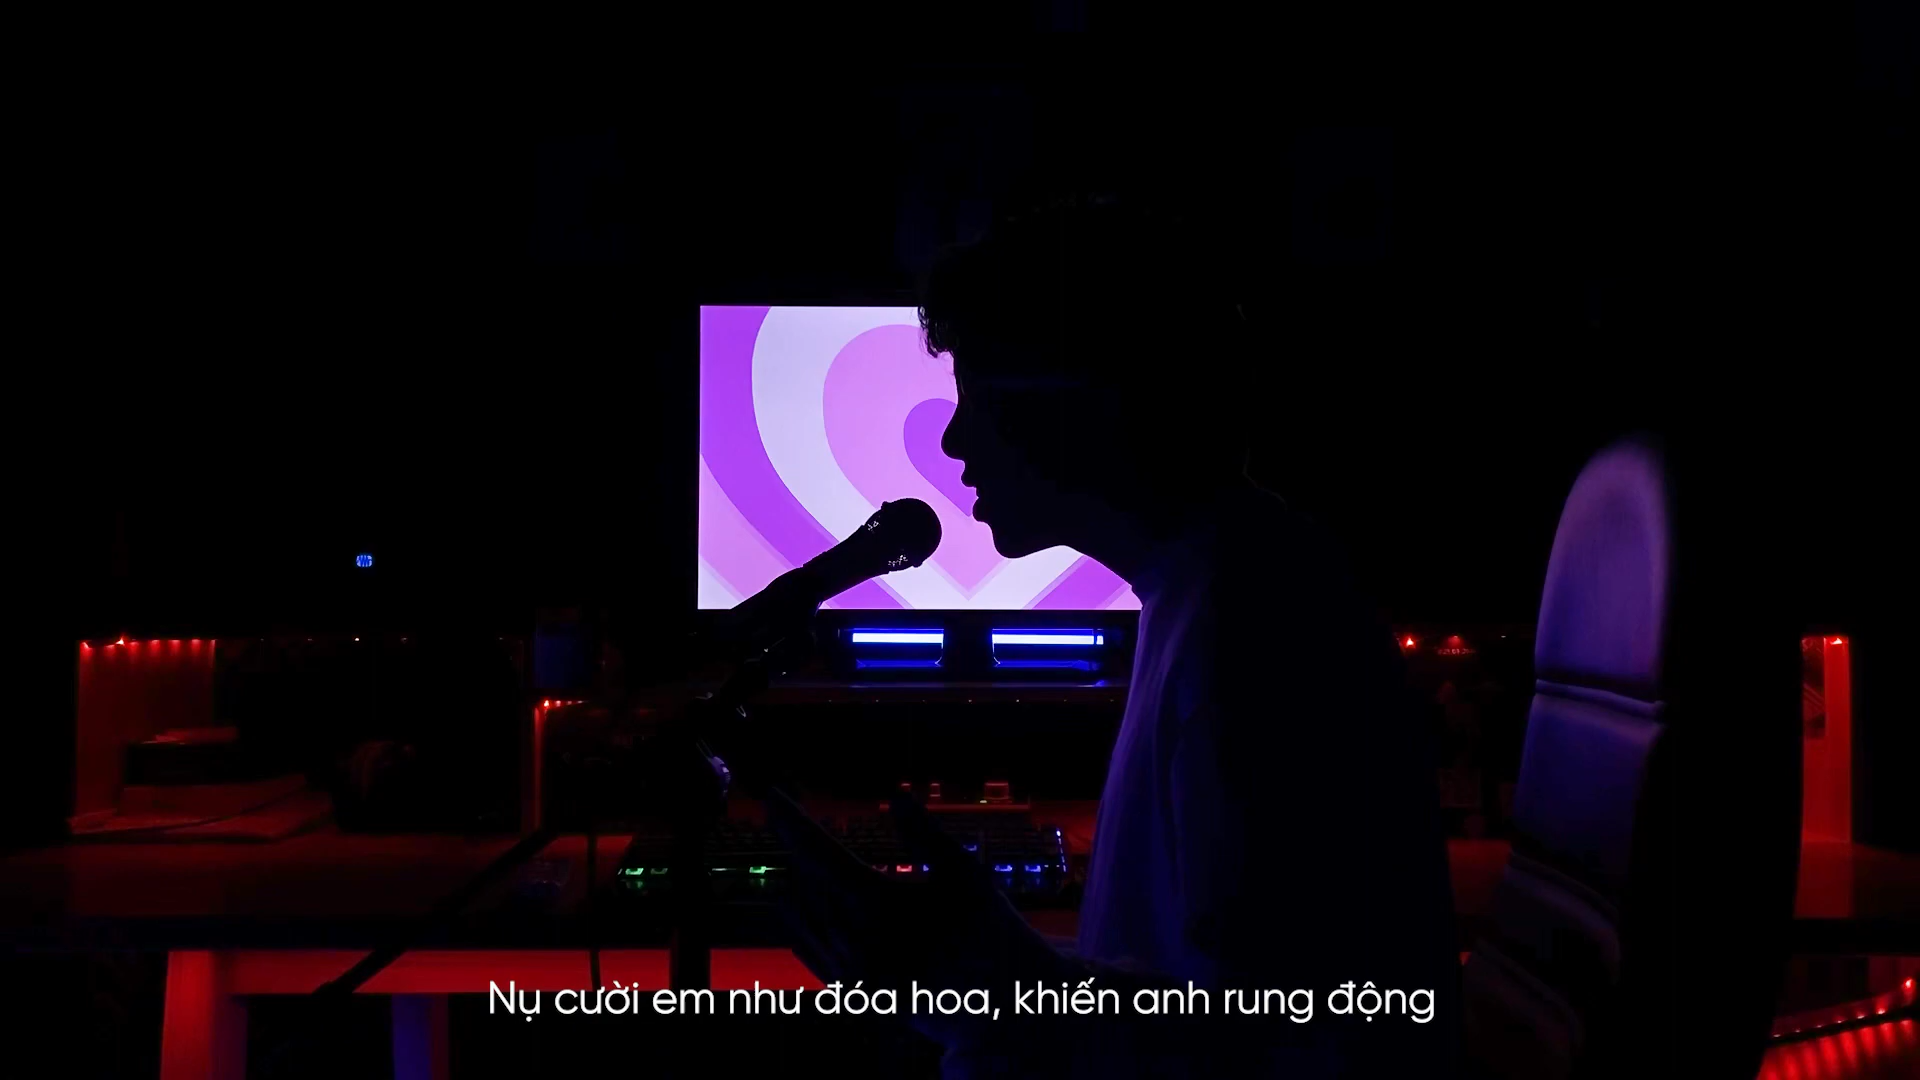 Nụ cười em như đóa hoa, khiến anh rung động